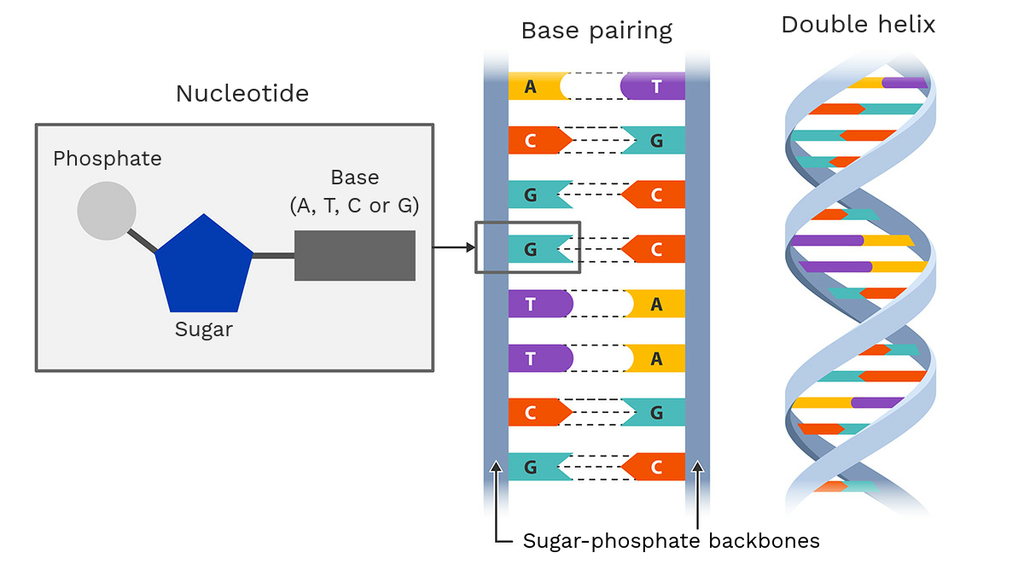 Nucleotide
Phosphate
Base
(A, T, C or G)
Sugar
Base pairing
A T
C G
G C
G C
T A
T A
C G
G C
Sugar-phosphate backbones
Double helix